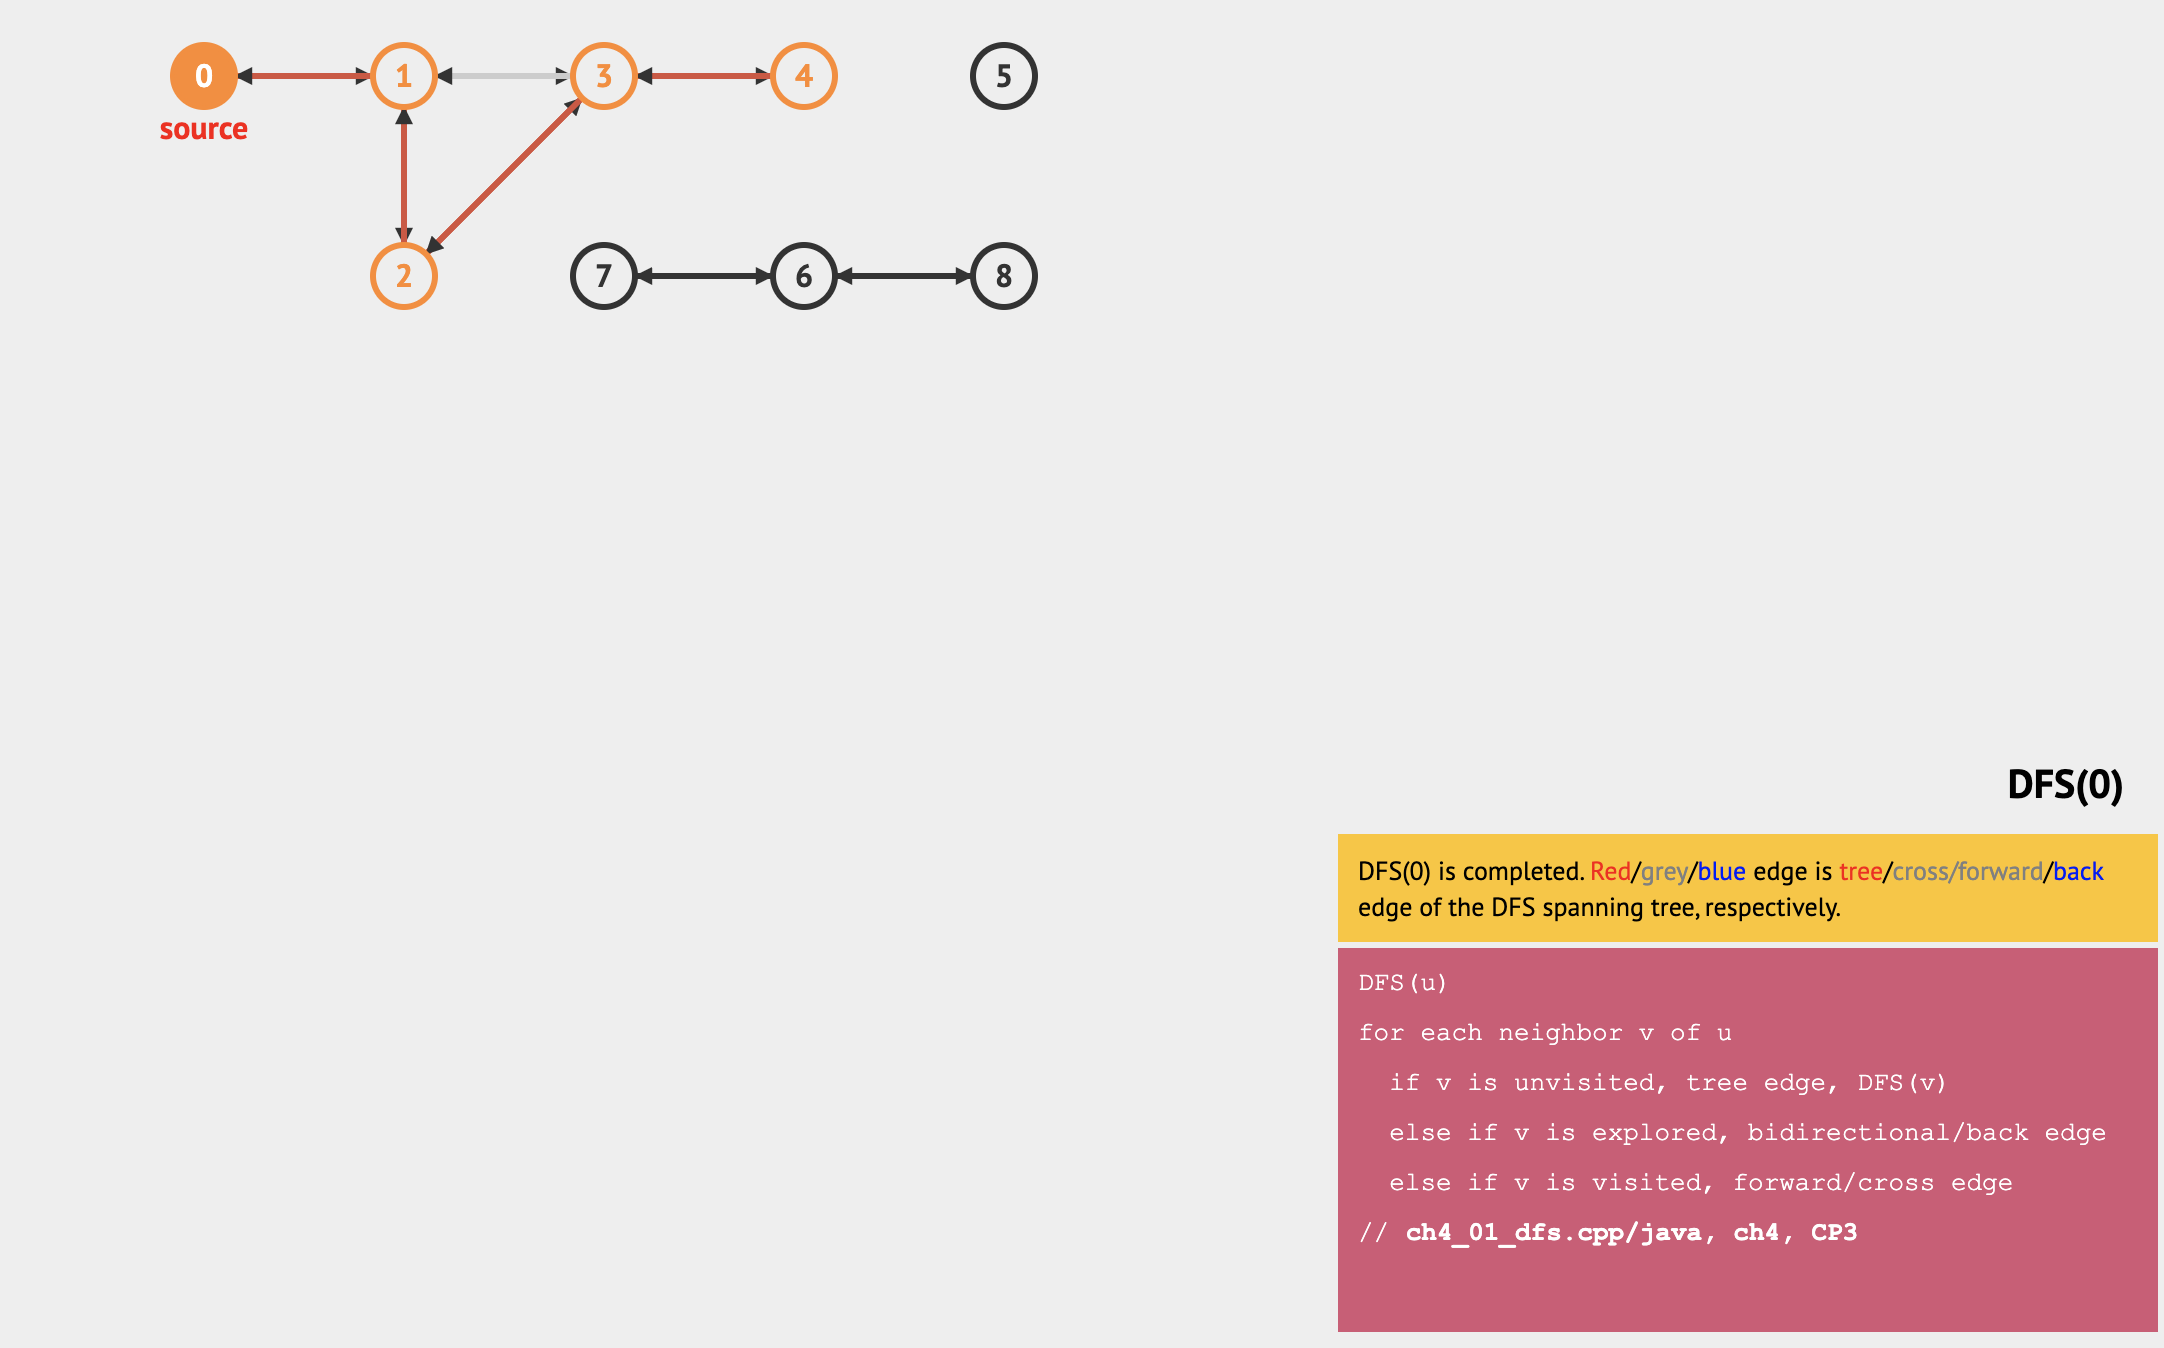 0 1 3 4 5
source
2 7 6 8
DFS(0)
DFS(0) is completed. Red/grey/blue edge is tree/cross/forward/back
edge of the DFS spanning tree, respectively.
DFS(u)
for each neighbor v of u
  if v is unvisited, tree edge, DFS(v)
  else if v is explored, bidirectional/back edge
  else if v is visited, forward/cross edge
// ch4_01_dfs.cpp/java, ch4, CP3